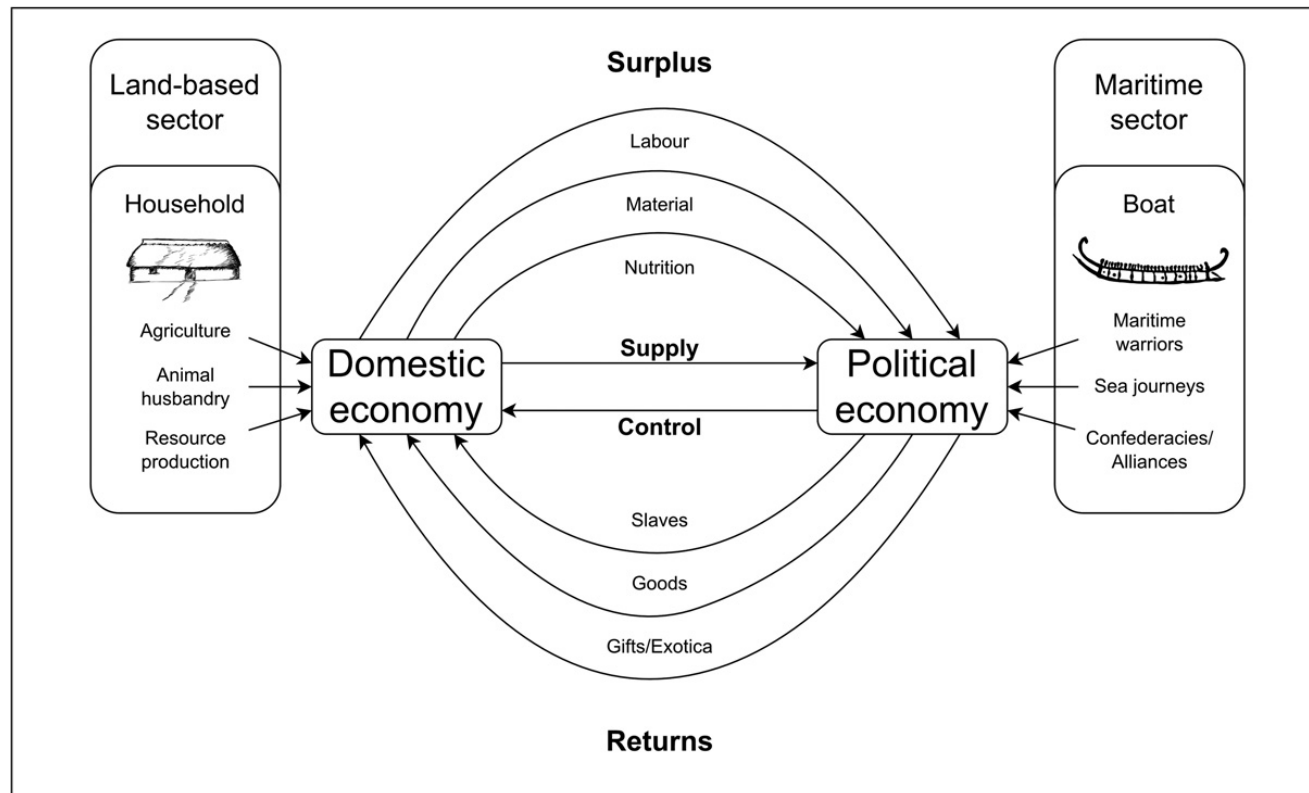 Land-based
sector
Household
Agriculture
Animal
husbandry
Resource
production
Surplus
Labour
Material
Nutrition
Domestic
economy
Supply
Control
Political
economy
Slaves
Goods
Gifts/Exotica
Returns
Maritime
sector
Boat
Maritime
warriors
Sea journeys
Confederacies/
Alliances